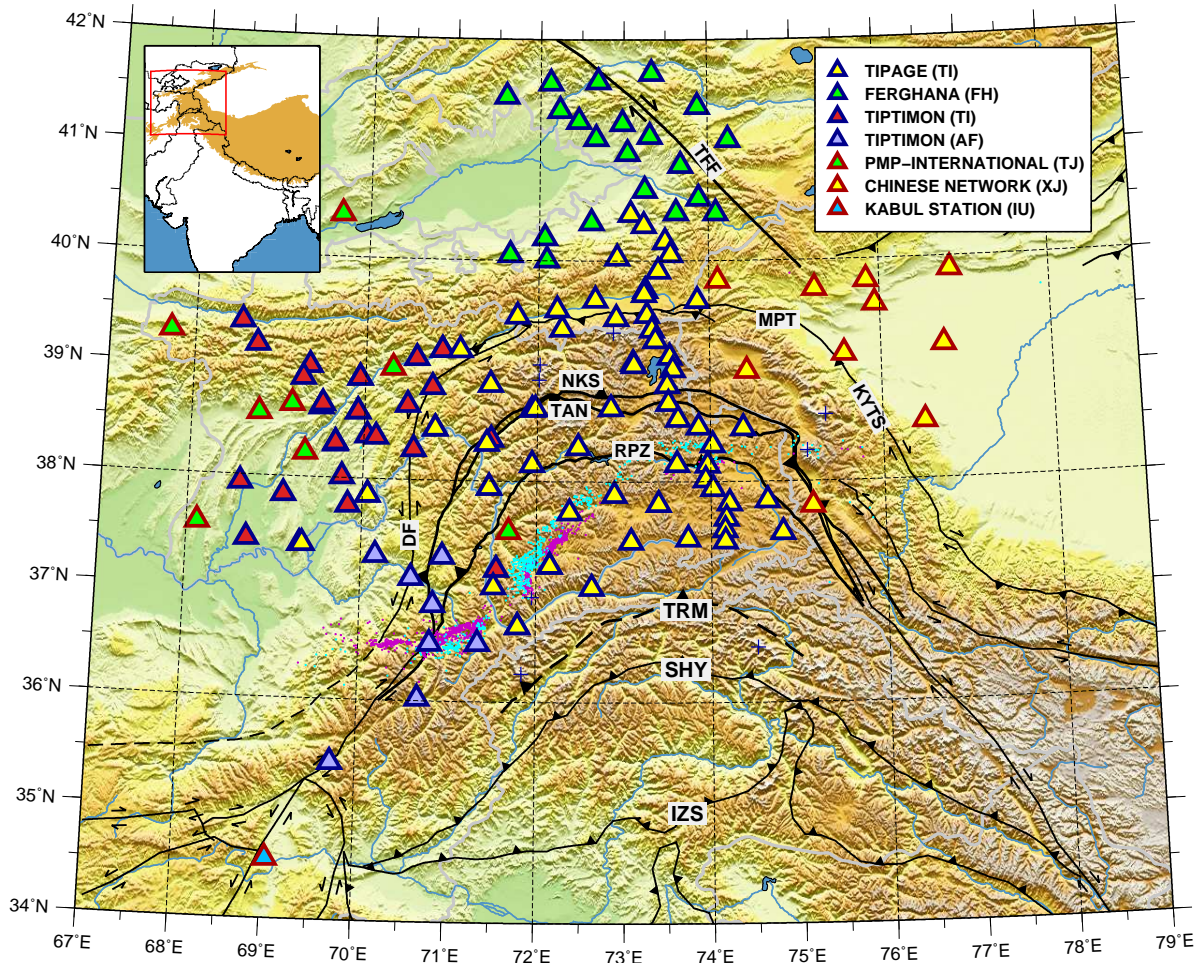 42°N
41°N
40°N
39°N
38°N
37°N
36°N
35°N
34°N
TIPAGE (TI)
FERGHANA (FH)
TIPTIMON (TI)
TIPTIMON (AF)
PMP−INTERNATIONAL (TJ)
CHINESE NETWORK (XJ)
KABUL STATION (IU)
TFF
MPT
KYTS
NKS
TAN
RPZ
DF
TRM
SHY
IZS
67°E
68°E
69°E
70°E
71°E
72°E
73°E
74°E
75°E
76°E
77°E
78°E
79°E